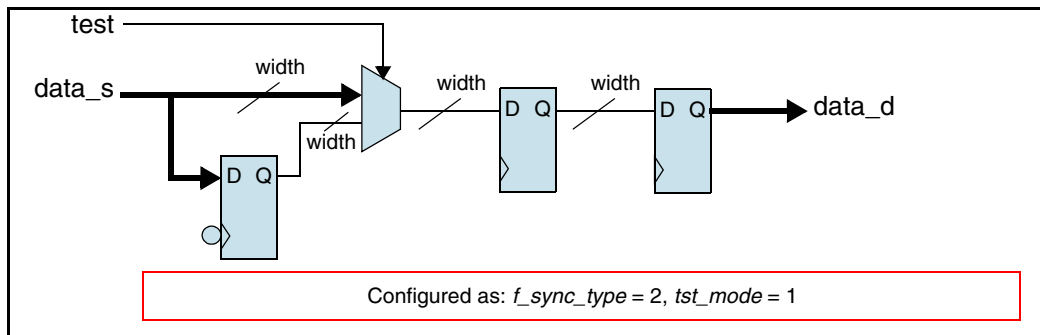 test
width
width
width
data_s
data_d
D Q
D Q
width
D Q
Configured as: f_sync_type = 2, tst_mode = 1